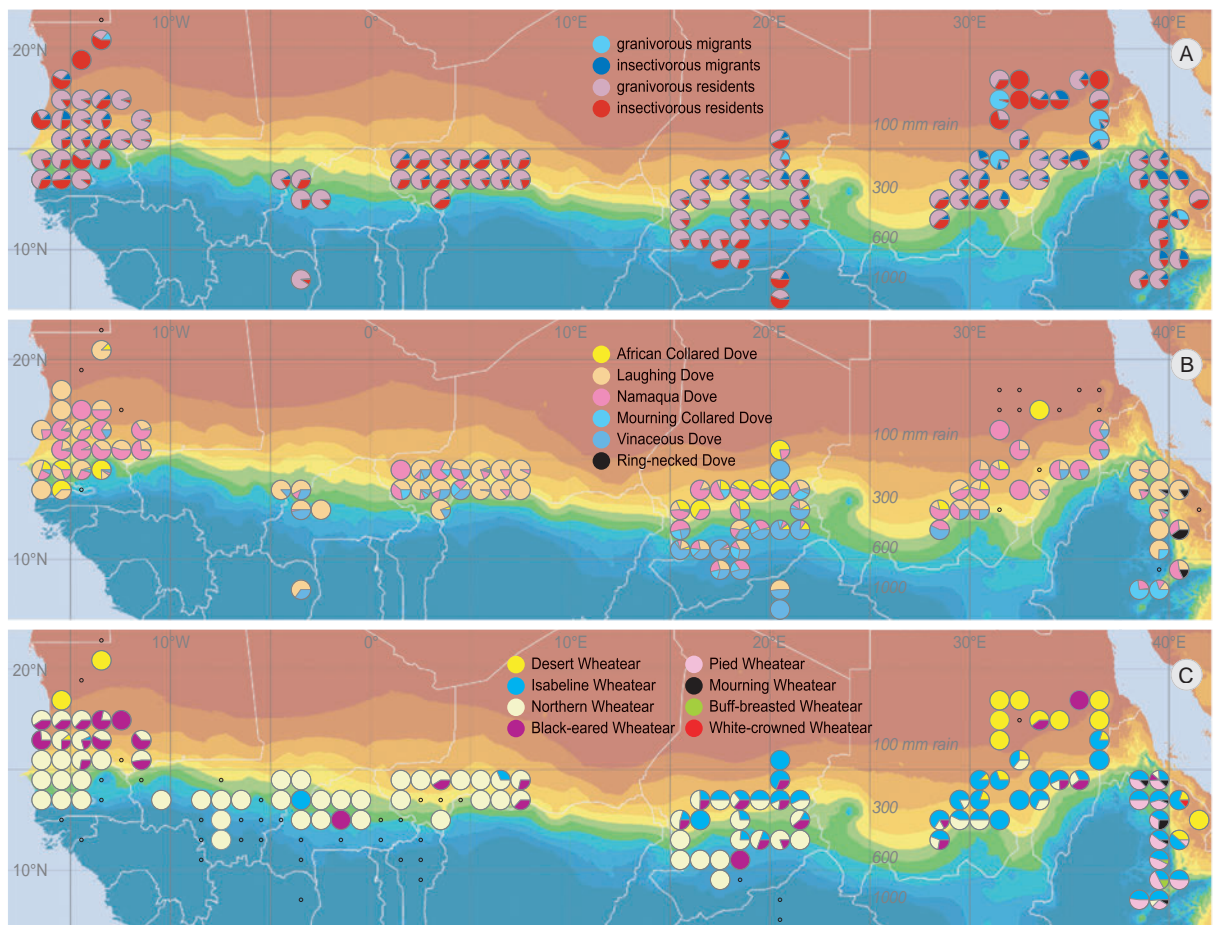 10°W 0° 10°E 20°E 30°E 40°E
20°N
A
granivorous migrants
insectivorous migrants
granivorous residents
insectivorous residents
100 mm rain
300
600
10°N
1000
10°W 0° 10°E 20°E 30°E 40°E
20°N
B
African Collared Dove
Laughing Dove
Namaqua Dove
Mourning Collared Dove
Vinaceous Dove
Ring-necked Dove
100 mm rain
300
600
10°N
1000
10°W 0° 10°E 20°E 30°E 40°E
20°N
C
Desert Wheatear Pied Wheatear
Isabeline Wheatear Mourning Wheatear
Northern Wheatear Buff-breasted Wheatear
Black-eared Wheatear White-crowned Wheatear
100 mm rain
300
600
10°N
1000